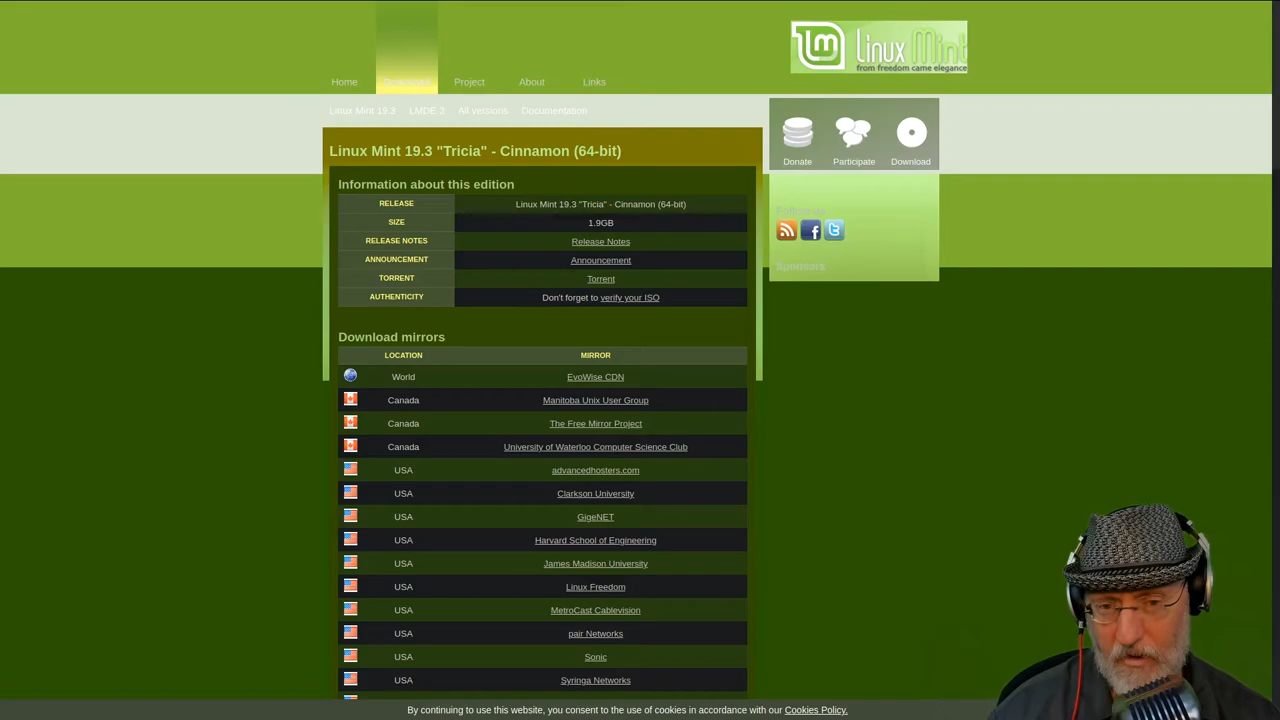 Linux Mint
from freedom came elegance
Home Download Project About Links
Linux Mint 19.3 LMDE 3 All versions Documentation
Donate Participate Download
Linux Mint 19.3 "Tricia" - Cinnamon (64-bit)
Information about this edition
RELEASE Linux Mint 19.3 "Tricia" - Cinnamon (64-bit)
SIZE 1.9GB
RELEASE NOTES Release Notes
ANNOUNCEMENT Announcement
TORRENT Torrent
AUTHENTICITY Don't forget to verify your ISO
Follow us
Sponsors
Download mirrors
LOCATION MIRROR
World EvoWise CDN
Canada Manitoba Unix User Group
Canada The Free Mirror Project
Canada University of Waterloo Computer Science Club
USA advancedhosters.com
USA Clarkson University
USA GigeNET
USA Harvard School of Engineering
USA James Madison University
USA Linux Freedom
USA MetroCast Cablevision
USA pair Networks
USA Sonic
USA Syringa Networks
By continuing to use this website, you consent to the use of cookies in accordance with our Cookies Policy.